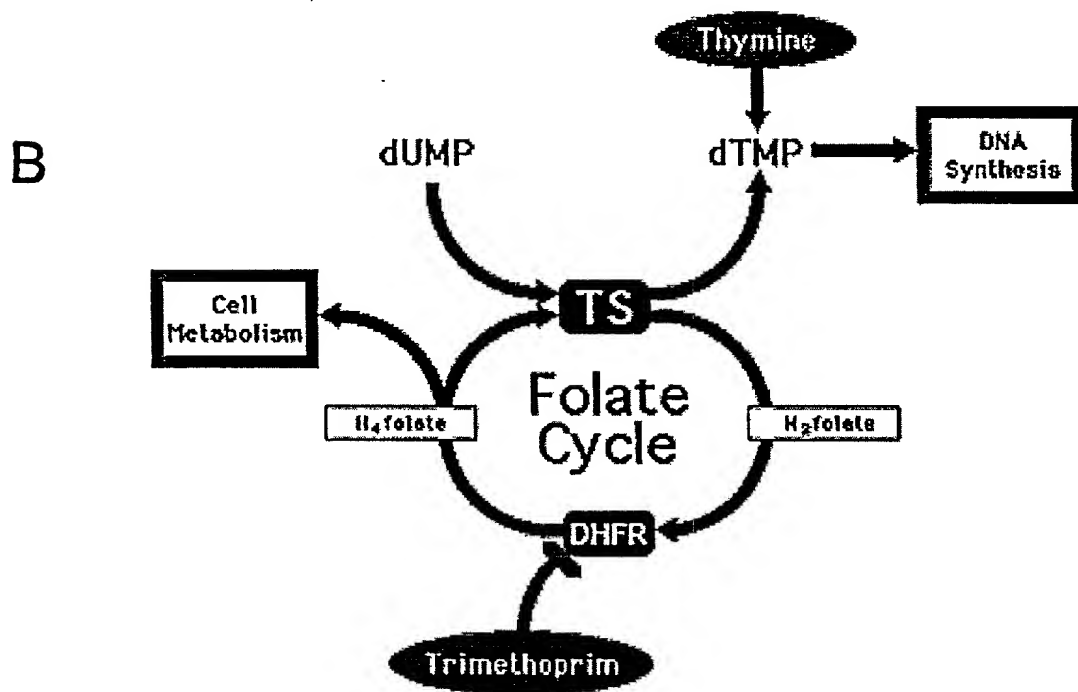 Thymine
B
dUMP
dTMP
DNA
Synthesis
TS
Cell
Metabolism
Folate
Cycle
H₄folate
H₂folate
DHFR
Trimethoprim